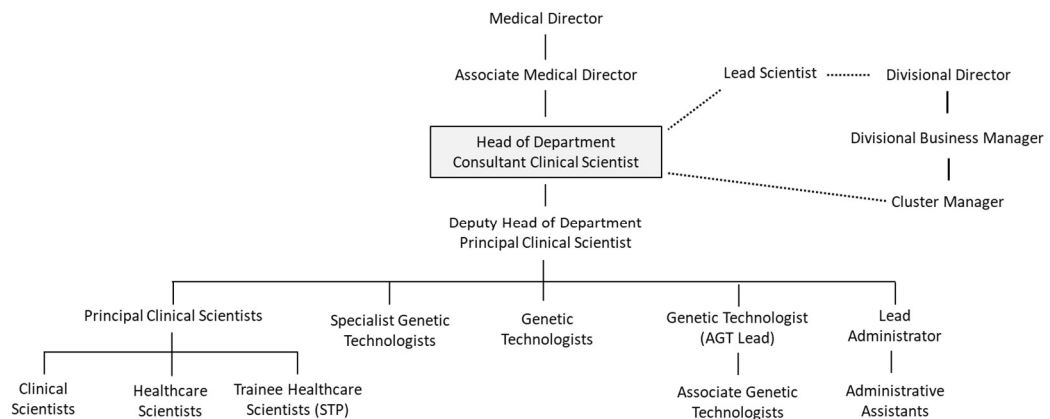 Medical Director
Associate Medical Director
Lead Scientist
Divisional Director
Head of Department
Consultant Clinical Scientist
Divisional Business Manager
Cluster Manager
Deputy Head of Department
Principal Clinical Scientist
Principal Clinical Scientists
Specialist Genetic
Technologists
Genetic
Technologists
Genetic Technologist
(AGT Lead)
Lead
Administrator
Clinical
Scientists
Healthcare
Scientists
Trainee Healthcare
Scientists (STP)
Associate Genetic
Technologists
Administrative
Assistants